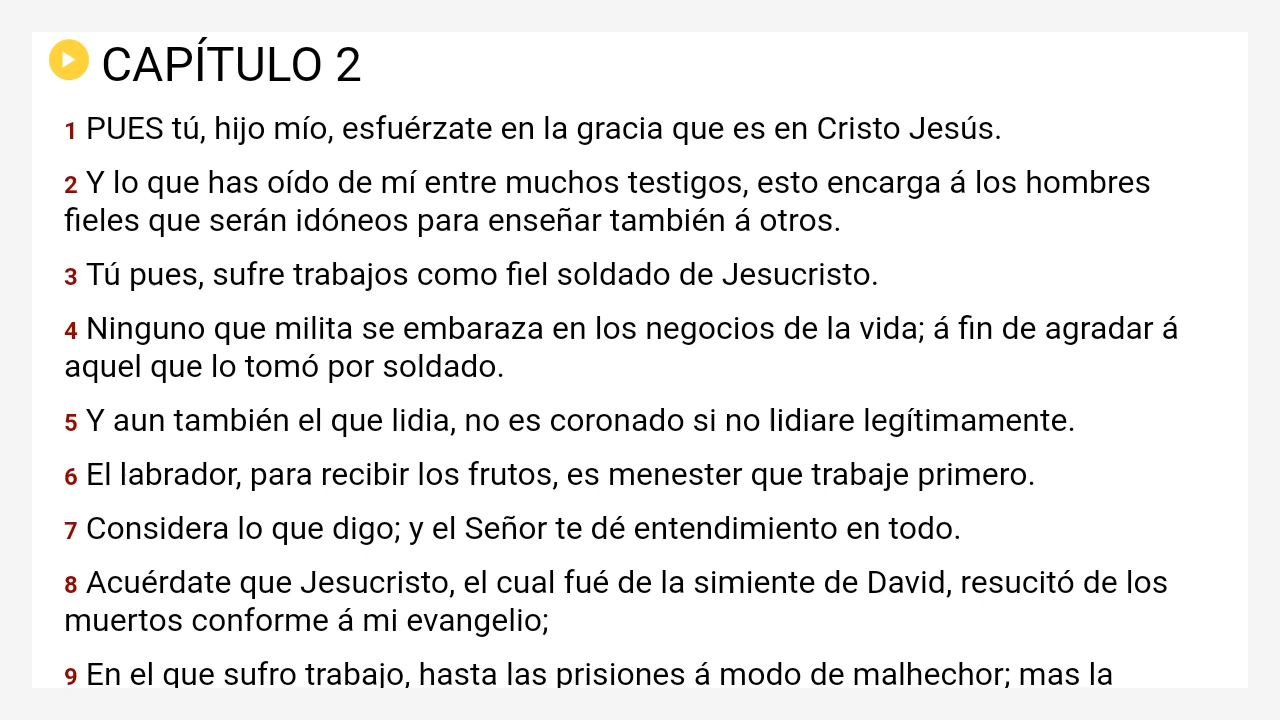 CAPÍTULO 2
1 PUES tú, hijo mío, esfuérzate en la gracia que es en Cristo Jesús.
2 Y lo que has oído de mí entre muchos testigos, esto encarga á los hombres
fieles que serán idóneos para enseñar también á otros.
3 Tú pues, sufre trabajos como fiel soldado de Jesucristo.
4 Ninguno que milita se embaraza en los negocios de la vida; á fin de agradar á
aquel que lo tomó por soldado.
5 Y aun también el que lidia, no es coronado si no lidiare legítimamente.
6 El labrador, para recibir los frutos, es menester que trabaje primero.
7 Considera lo que digo; y el Señor te dé entendimiento en todo.
8 Acuérdate que Jesucristo, el cual fué de la simiente de David, resucitó de los
muertos conforme á mi evangelio;
9 En el que sufro trabajo, hasta las prisiones á modo de malhechor; mas la